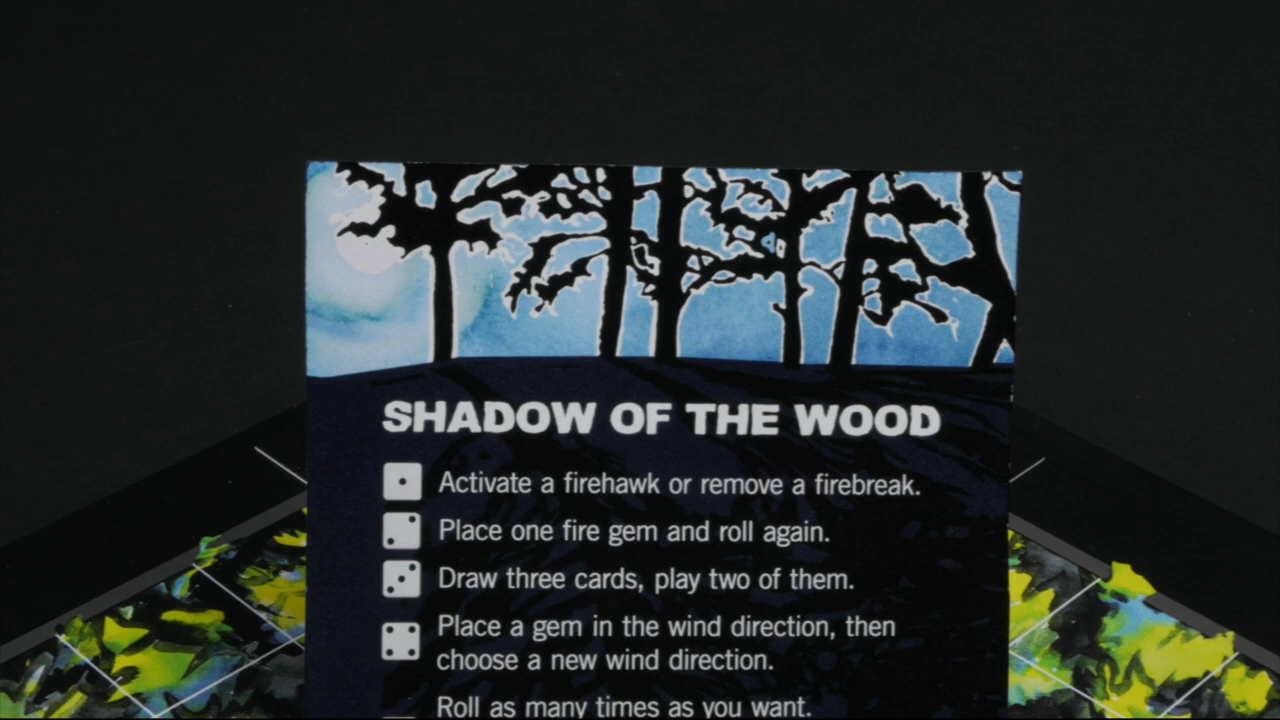 SHADOW OF THE WOOD
Activate a firehawk or remove a firebreak.
Place one fire gem and roll again.
Draw three cards, play two of them.
Place a gem in the wind direction, then
choose a new wind direction.
Roll as many times as you want.